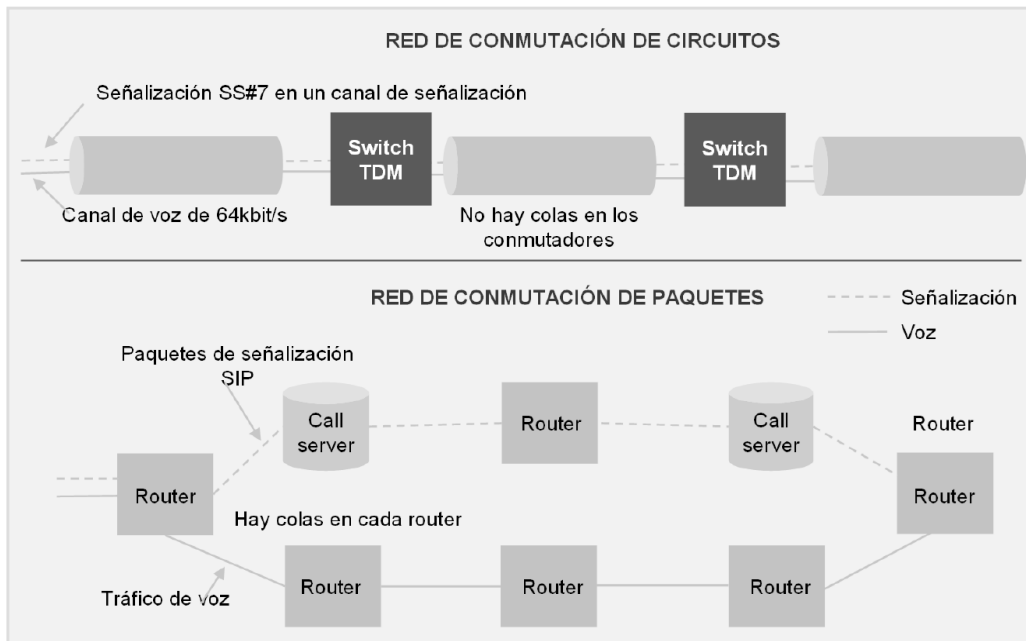 RED DE CONMUTACIÓN DE CIRCUITOS
Señalización SS#7 en un canal de señalización
Switch
TDM
Switch
TDM
Canal de voz de 64kbit/s
No hay colas en los
conmutadores
RED DE CONMUTACIÓN DE PAQUETES
Señalización
Voz
Paquetes de señalización
SIP
Call
server
Router
Call
server
Router
Router
Router
Hay colas en cada router
Router
Router
Router
Tráfico de voz